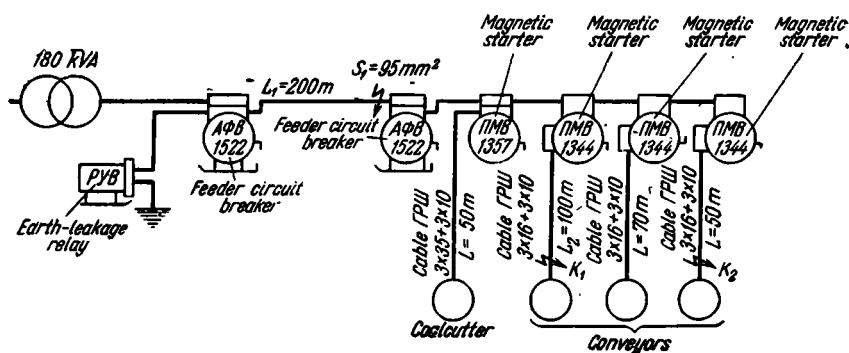 180 kVA
L₁=200m
S₁=95mm²
АФВ
1522
Feeder circuit
breaker
РУВ
Earth-leakage
relay
Feeder circuit
breaker
АФВ
1522
Magnetic
starter
ПМВ
1357
Magnetic
starter
ПМВ
1344
Magnetic
starter
ПМВ
1344
Magnetic
starter
ПМВ
1344
Cable ГРШ
3×35+3×10
L=50m
Cable ГРШ
3×16+3×10
L₂=100m
Cable ГРШ
3×16+3×10
L=70m
Cable ГРШ
3×16+3×10
L=50m
K₁
K₂
Coalcutter
Conveyors